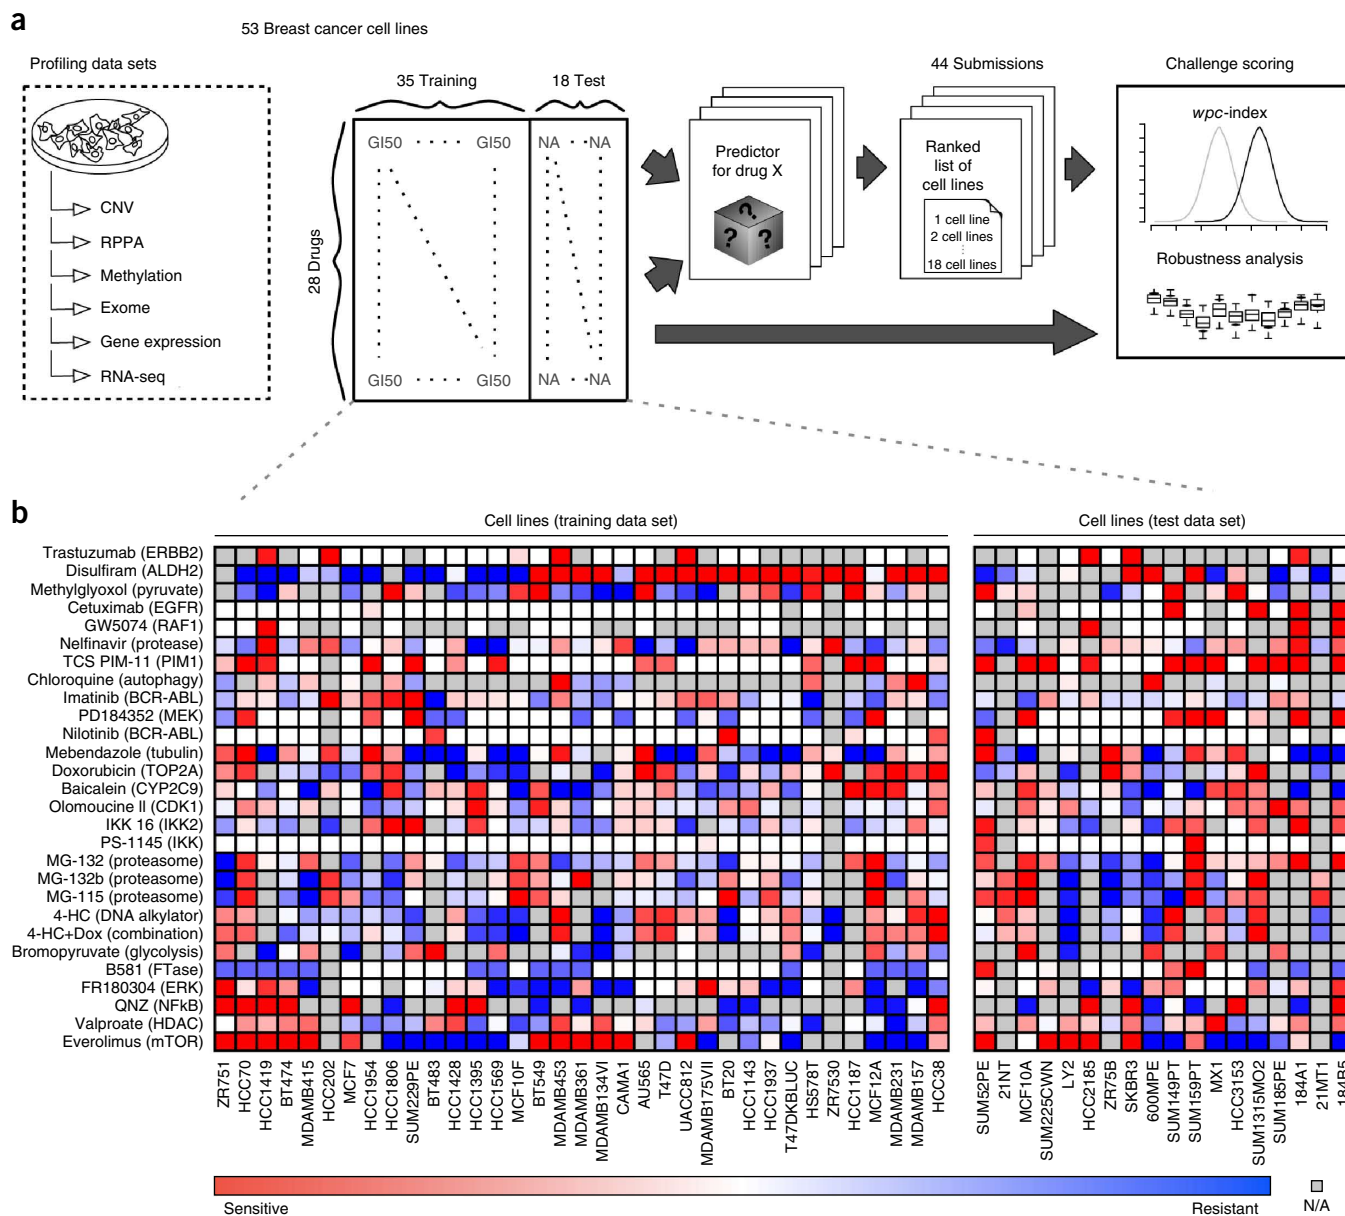 a
53 Breast cancer cell lines
Profiling data sets
CNV
RPPA
Methylation
Exome
Gene expression
RNA-seq
35 Training
18 Test
28 Drugs
GI50 GI50 NA NA
GI50 GI50 NA NA
Predictor
for drug X
? ? ?
44 Submissions
Ranked
list of
cell lines
1 cell line
2 cell lines
18 cell lines
Challenge scoring
wpc-index
Robustness analysis
b
Cell lines (training data set)
Cell lines (test data set)
Trastuzumab (ERBB2)
Disulfiram (ALDH2)
Methylglyoxol (pyruvate)
Cetuximab (EGFR)
GW5074 (RAF1)
Nelfinavir (protease)
TCS PIM-11 (PIM1)
Chloroquine (autophagy)
Imatinib (BCR-ABL)
PD184352 (MEK)
Nilotinib (BCR-ABL)
Mebendazole (tubulin)
Doxorubicin (TOP2A)
Baicalein (CYP2C9)
Olomoucine II (CDK1)
IKK 16 (IKK2)
PS-1145 (IKK)
MG-132 (proteasome)
MG-132b (proteasome)
MG-115 (proteasome)
4-HC (DNA alkylator)
4-HC+Dox (combination)
Bromopyruvate (glycolysis)
B581 (FTase)
FR180304 (ERK)
QNZ (NFkB)
Valproate (HDAC)
Everolimus (mTOR)
ZR751
HCC70
HCC1419
BT474
MDAMB415
HCC202
MCF7
HCC1954
HCC1806
SUM229PE
BT483
HCC1428
HCC1395
HCC1569
MCF10F
BT549
MDAMB453
MDAMB361
MDAMB134VI
CAMA1
AU565
T47D
UACC812
MDAMB175VII
BT20
HCC1143
HCC1937
T47DKBLUC
HS578T
ZR7530
HCC1187
MCF12A
MDAMB231
MDAMB157
HCC38
SUM52PE
21NT
MCF10A
SUM225CWN
LY2
HCC2185
ZR75B
SKBR3
600MPE
SUM149PT
SUM159PT
MX1
HCC3153
SUM1315MO2
SUM185PE
184A1
21MT1
184B5
Sensitive
Resistant
N/A